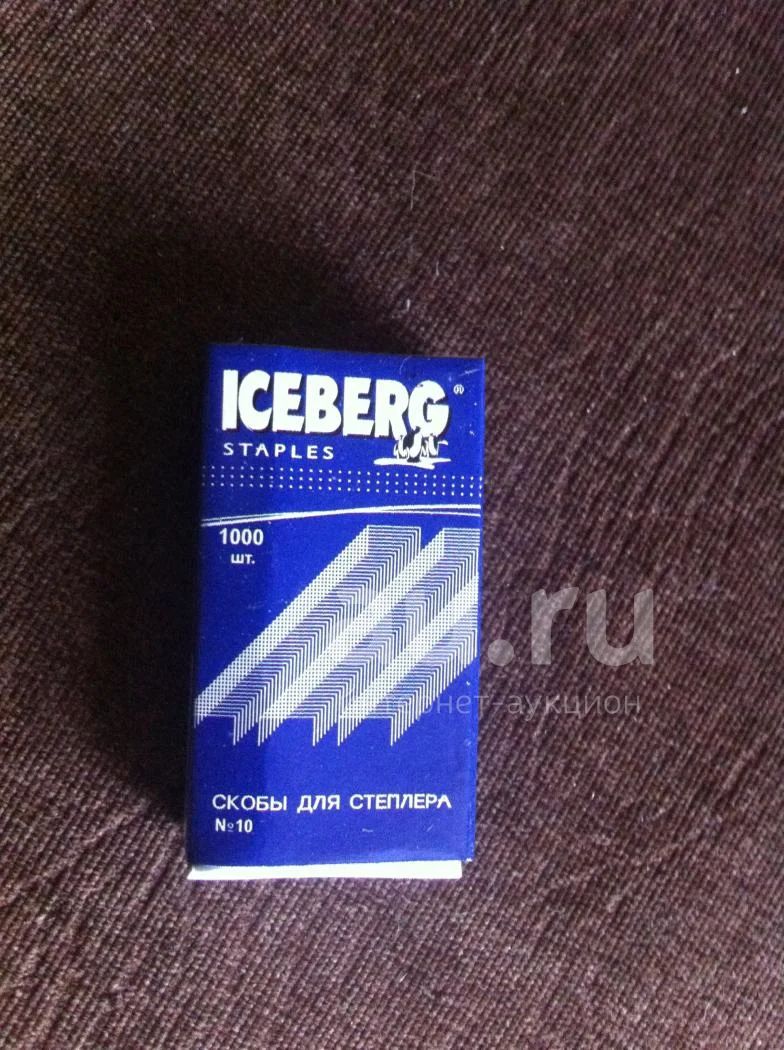 ICEBERG®
STAPLES
1000
шт.
.ru
интернет-аукцион
СКОБЫ ДЛЯ СТЕПЛЕРА
№10